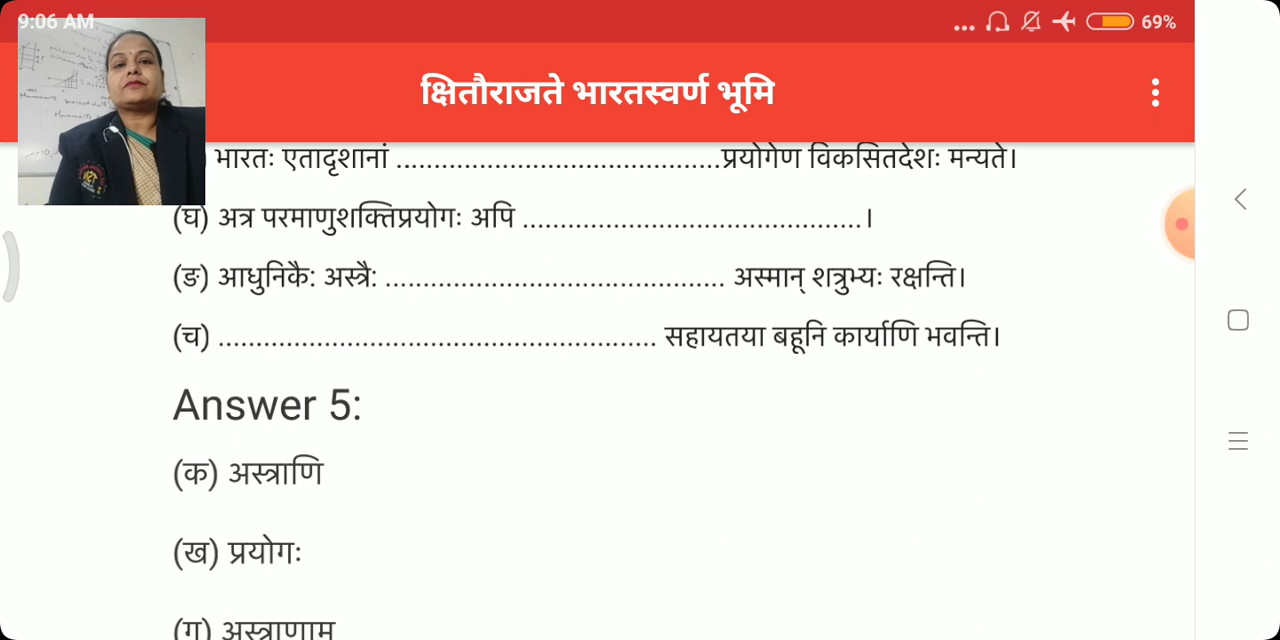 9:06 AM
69%
क्षितौराजते भारतस्वर्ण भूमि
) भारतः एतादृशानां ...........................................प्रयोगेण विकसितदेशः मन्यते।
(घ) अत्र परमाणुशक्तिप्रयोगः अपि .............................................।
(ङ) आधुनिकै: अस्त्रै: ............................................. अस्मान् शत्रुभ्यः रक्षन्ति।
(च) .......................................................... सहायतया बहूनि कार्याणि भवन्ति।
Answer 5:
(क) अस्त्राणि
(ख) प्रयोगः
(ग) अस्त्राणाम